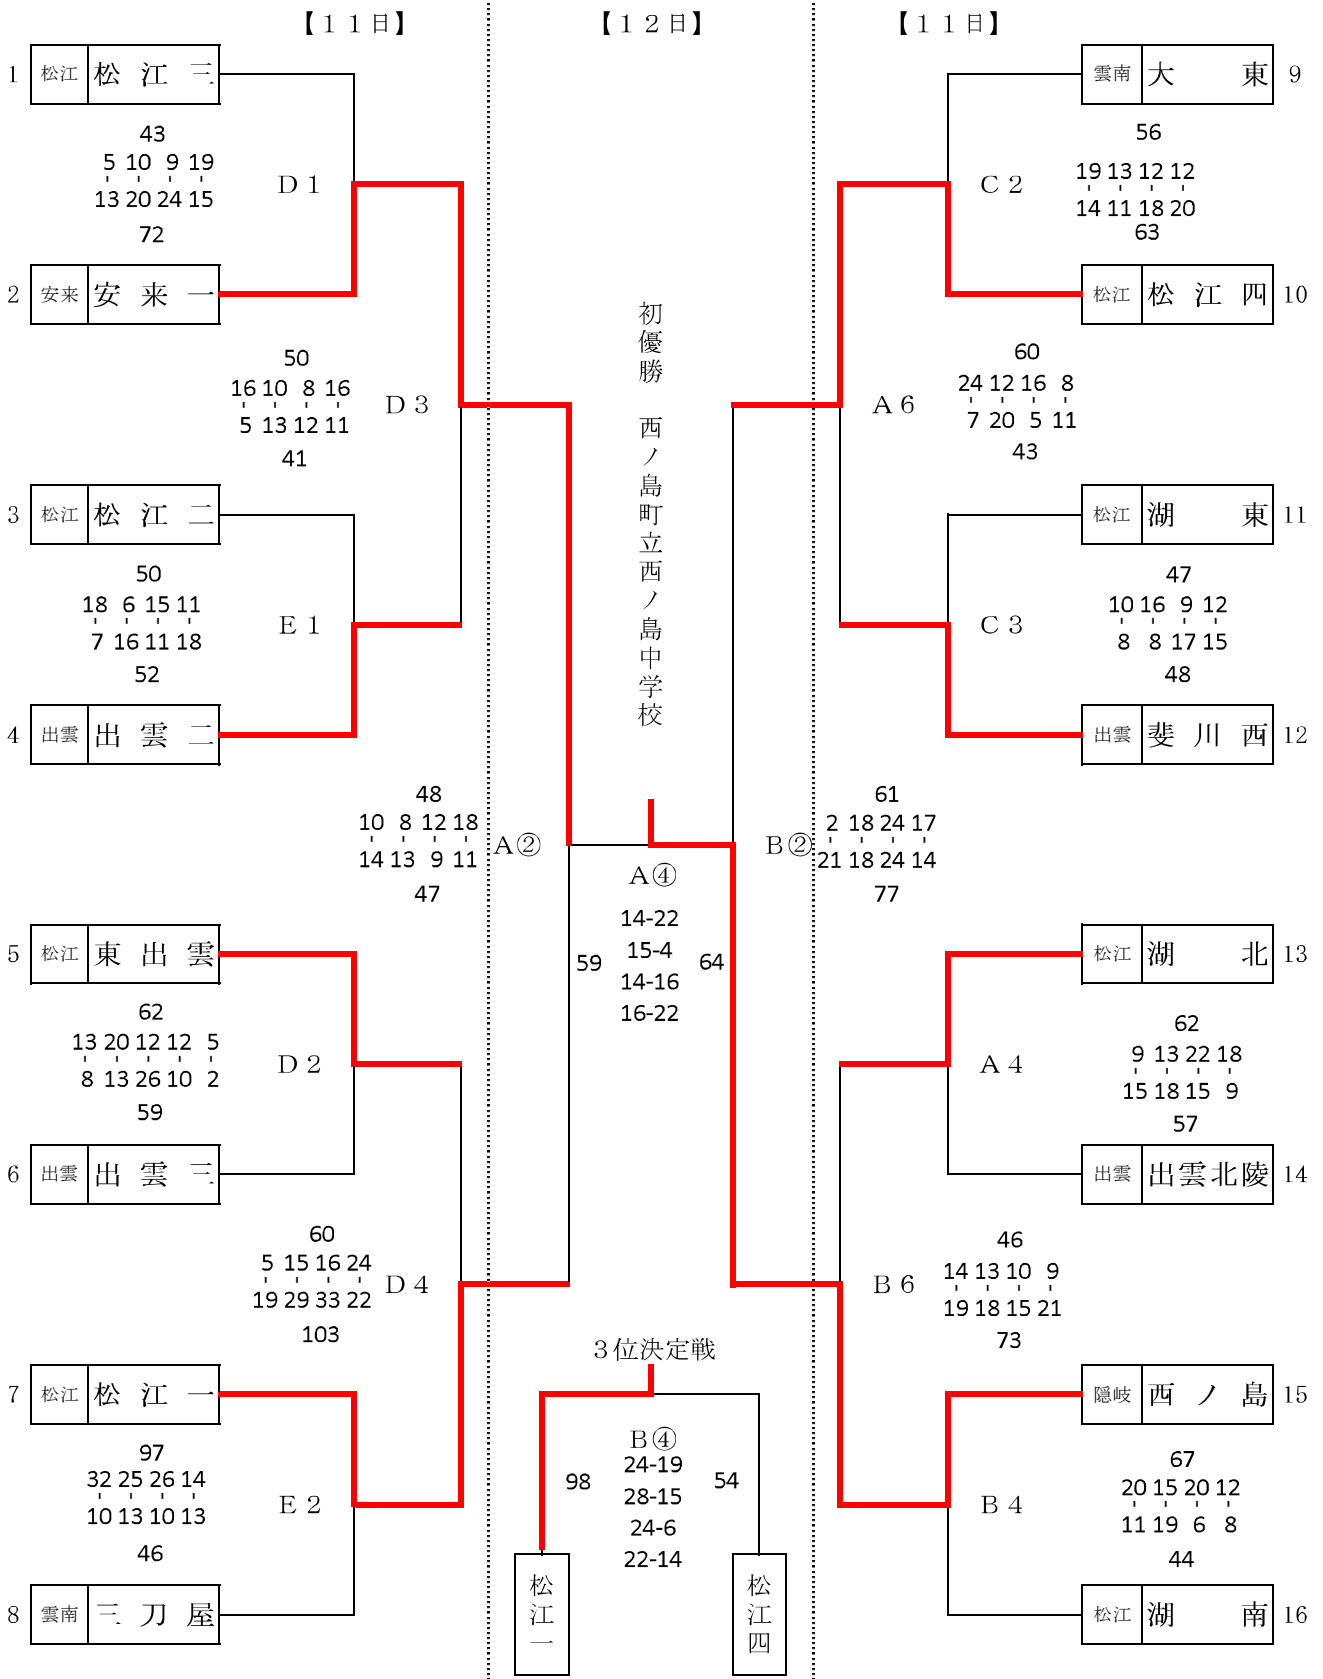 【１１日】
【１２日】
【１１日】
1 松江 松江三
43
5 10 9 19
13 20 24 15
72
D1
2 安来 安来一
50
16 10 8 16
5 13 12 11
41
D3
3 松江 松江二
50
18 6 15 11
7 16 11 18
52
E1
4 出雲 出雲二
48
10 8 12 18
14 13 9 11
47
A②
5 松江 東出雲
62
13 20 12 12 5
8 13 26 10 2
59
D2
6 出雲 出雲三
60
5 15 16 24
19 29 33 22
103
D4
7 松江 松江一
97
32 25 26 14
10 13 10 13
46
E2
8 雲南 三刀屋
初優勝 西ノ島町立西ノ島中学校
A④
14-22
15-4
14-16
16-22
59
64
３位決定戦
B④
24-19
28-15
24-6
22-14
98
54
松江一
松江四
雲南 大東 9
56
19 13 12 12
14 11 18 20
63
C2
松江 松江四 10
60
24 12 16 8
7 20 5 11
43
A6
松江 湖東 11
47
10 16 9 12
8 8 17 15
48
C3
出雲 斐川西 12
61
2 18 24 17
21 18 24 14
77
B②
松江 湖北 13
62
9 13 22 18
15 18 15 9
57
A4
出雲 出雲北陵 14
46
14 13 10 9
19 18 15 21
73
B6
隠岐 西ノ島 15
67
20 15 20 12
11 19 6 8
44
B4
松江 湖南 16